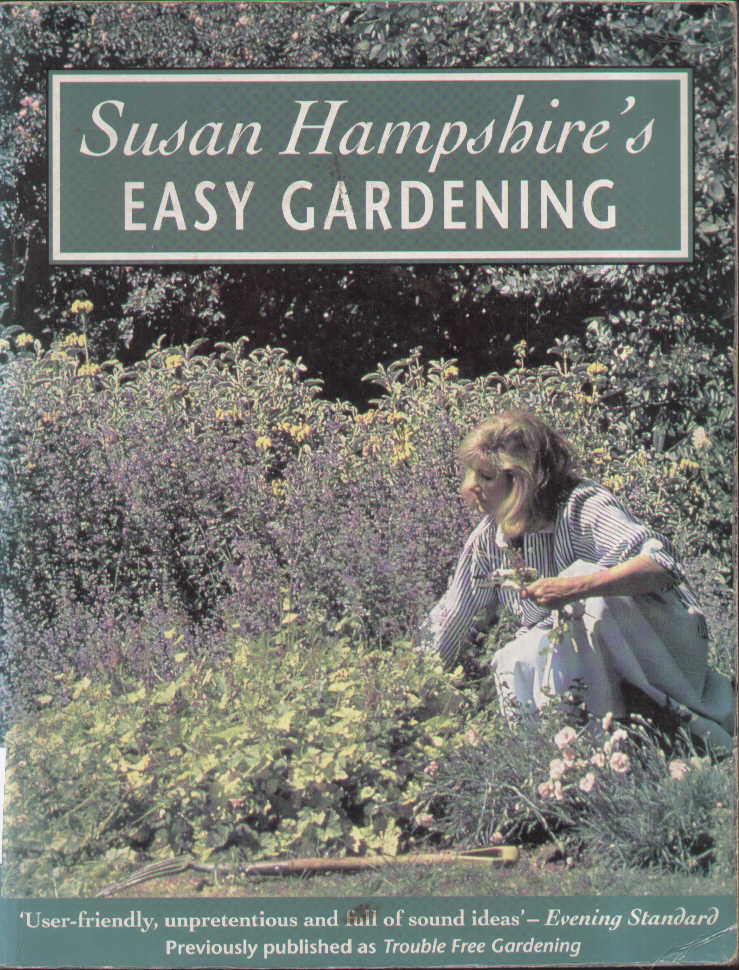 Susan Hampshire's
EASY GARDENING
'User-friendly, unpretentious and full of sound ideas' – Evening Standard
Previously published as Trouble Free Gardening